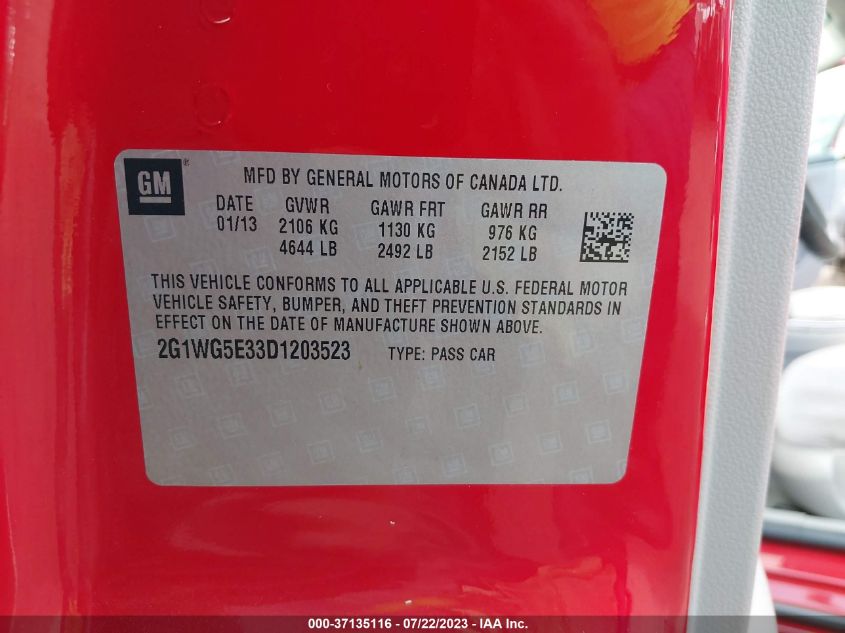 GM ®
MFD BY GENERAL MOTORS OF CANADA LTD.
DATE GVWR GAWR FRT GAWR RR
01/13 2106 KG 1130 KG 976 KG
4644 LB 2492 LB 2152 LB
THIS VEHICLE CONFORMS TO ALL APPLICABLE U.S. FEDERAL MOTOR
VEHICLE SAFETY, BUMPER, AND THEFT PREVENTION STANDARDS IN
EFFECT ON THE DATE OF MANUFACTURE SHOWN ABOVE.
2G1WG5E33D1203523 TYPE: PASS CAR
000-37135116 - 07/22/2023 - IAA Inc.